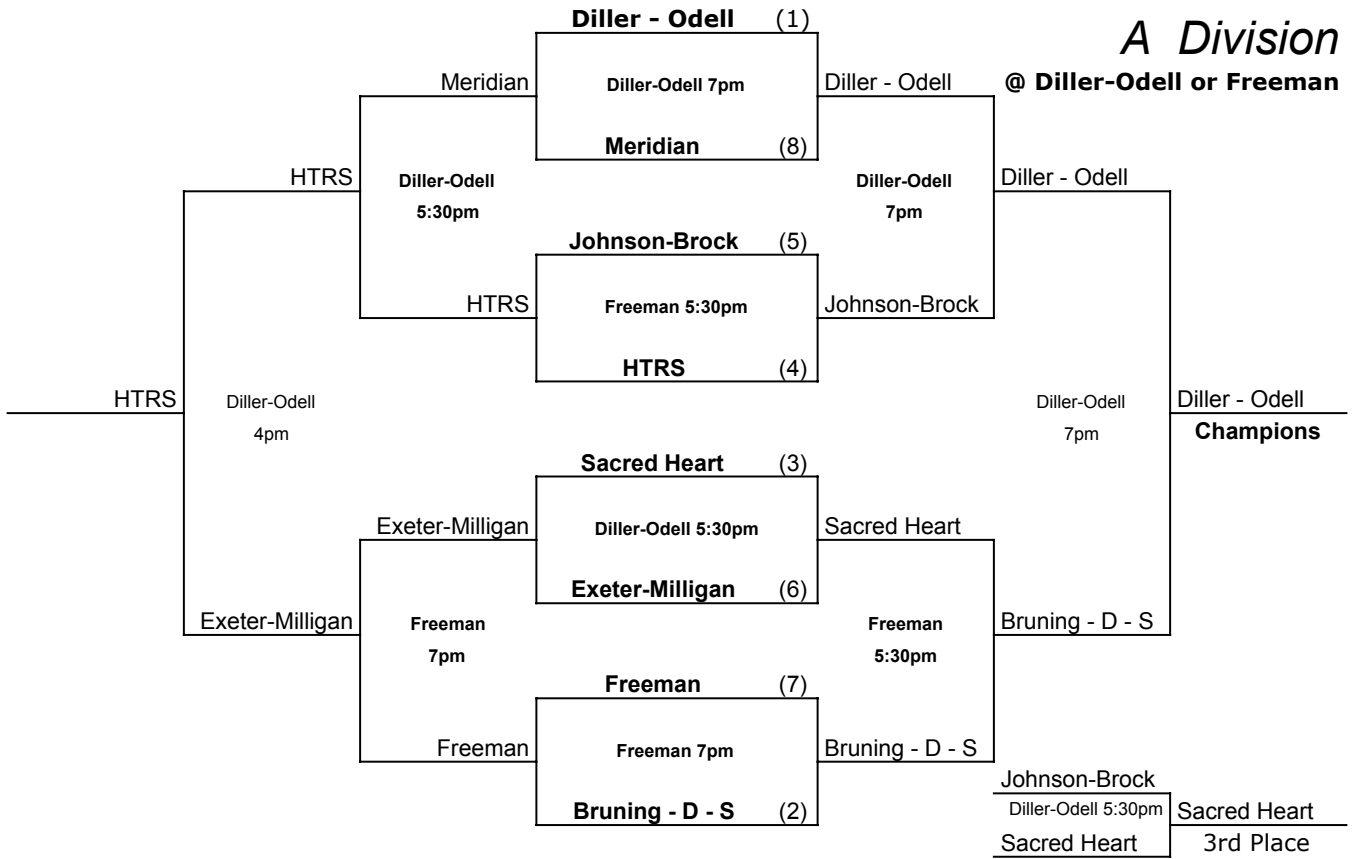 Diller - Odell (1)
A Division
Meridian Diller-Odell 7pm Diller - Odell @ Diller-Odell or Freeman
Meridian (8)
HTRS Diller-Odell Diller-Odell Diller - Odell
5:30pm 7pm
Johnson-Brock (5)
HTRS Freeman 5:30pm Johnson-Brock
HTRS (4)
HTRS Diller-Odell Diller-Odell Diller - Odell
4pm 7pm Champions
Sacred Heart (3)
Exeter-Milligan Diller-Odell 5:30pm Sacred Heart
Exeter-Milligan (6)
Exeter-Milligan Freeman Freeman Bruning - D - S
7pm 5:30pm
Freeman (7)
Freeman Freeman 7pm Bruning - D - S
Johnson-Brock
Bruning - D - S (2) Diller-Odell 5:30pm Sacred Heart
Sacred Heart 3rd Place